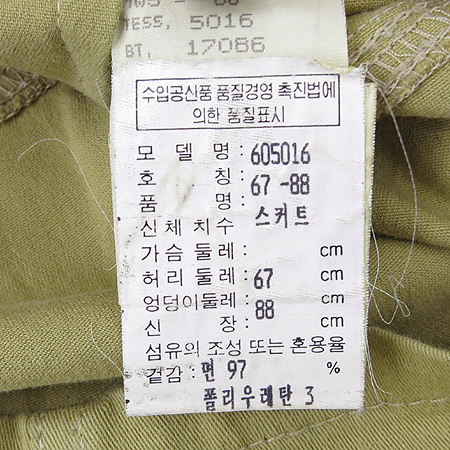 TESS. 5016
BT. 17086
수입공산품 품질경영 촉진법에
의한 품질표시
모 델 명 : 605016
호 칭 : 67 -88
품 명 : 스커트
신체 치수
가슴 둘레 : cm
허리 둘레 : 67 cm
엉덩이둘레 : 88 cm
신 장 : cm
섬유의 조성 또는 혼용율
겉감 : 면 97 %
폴리우레탄 3